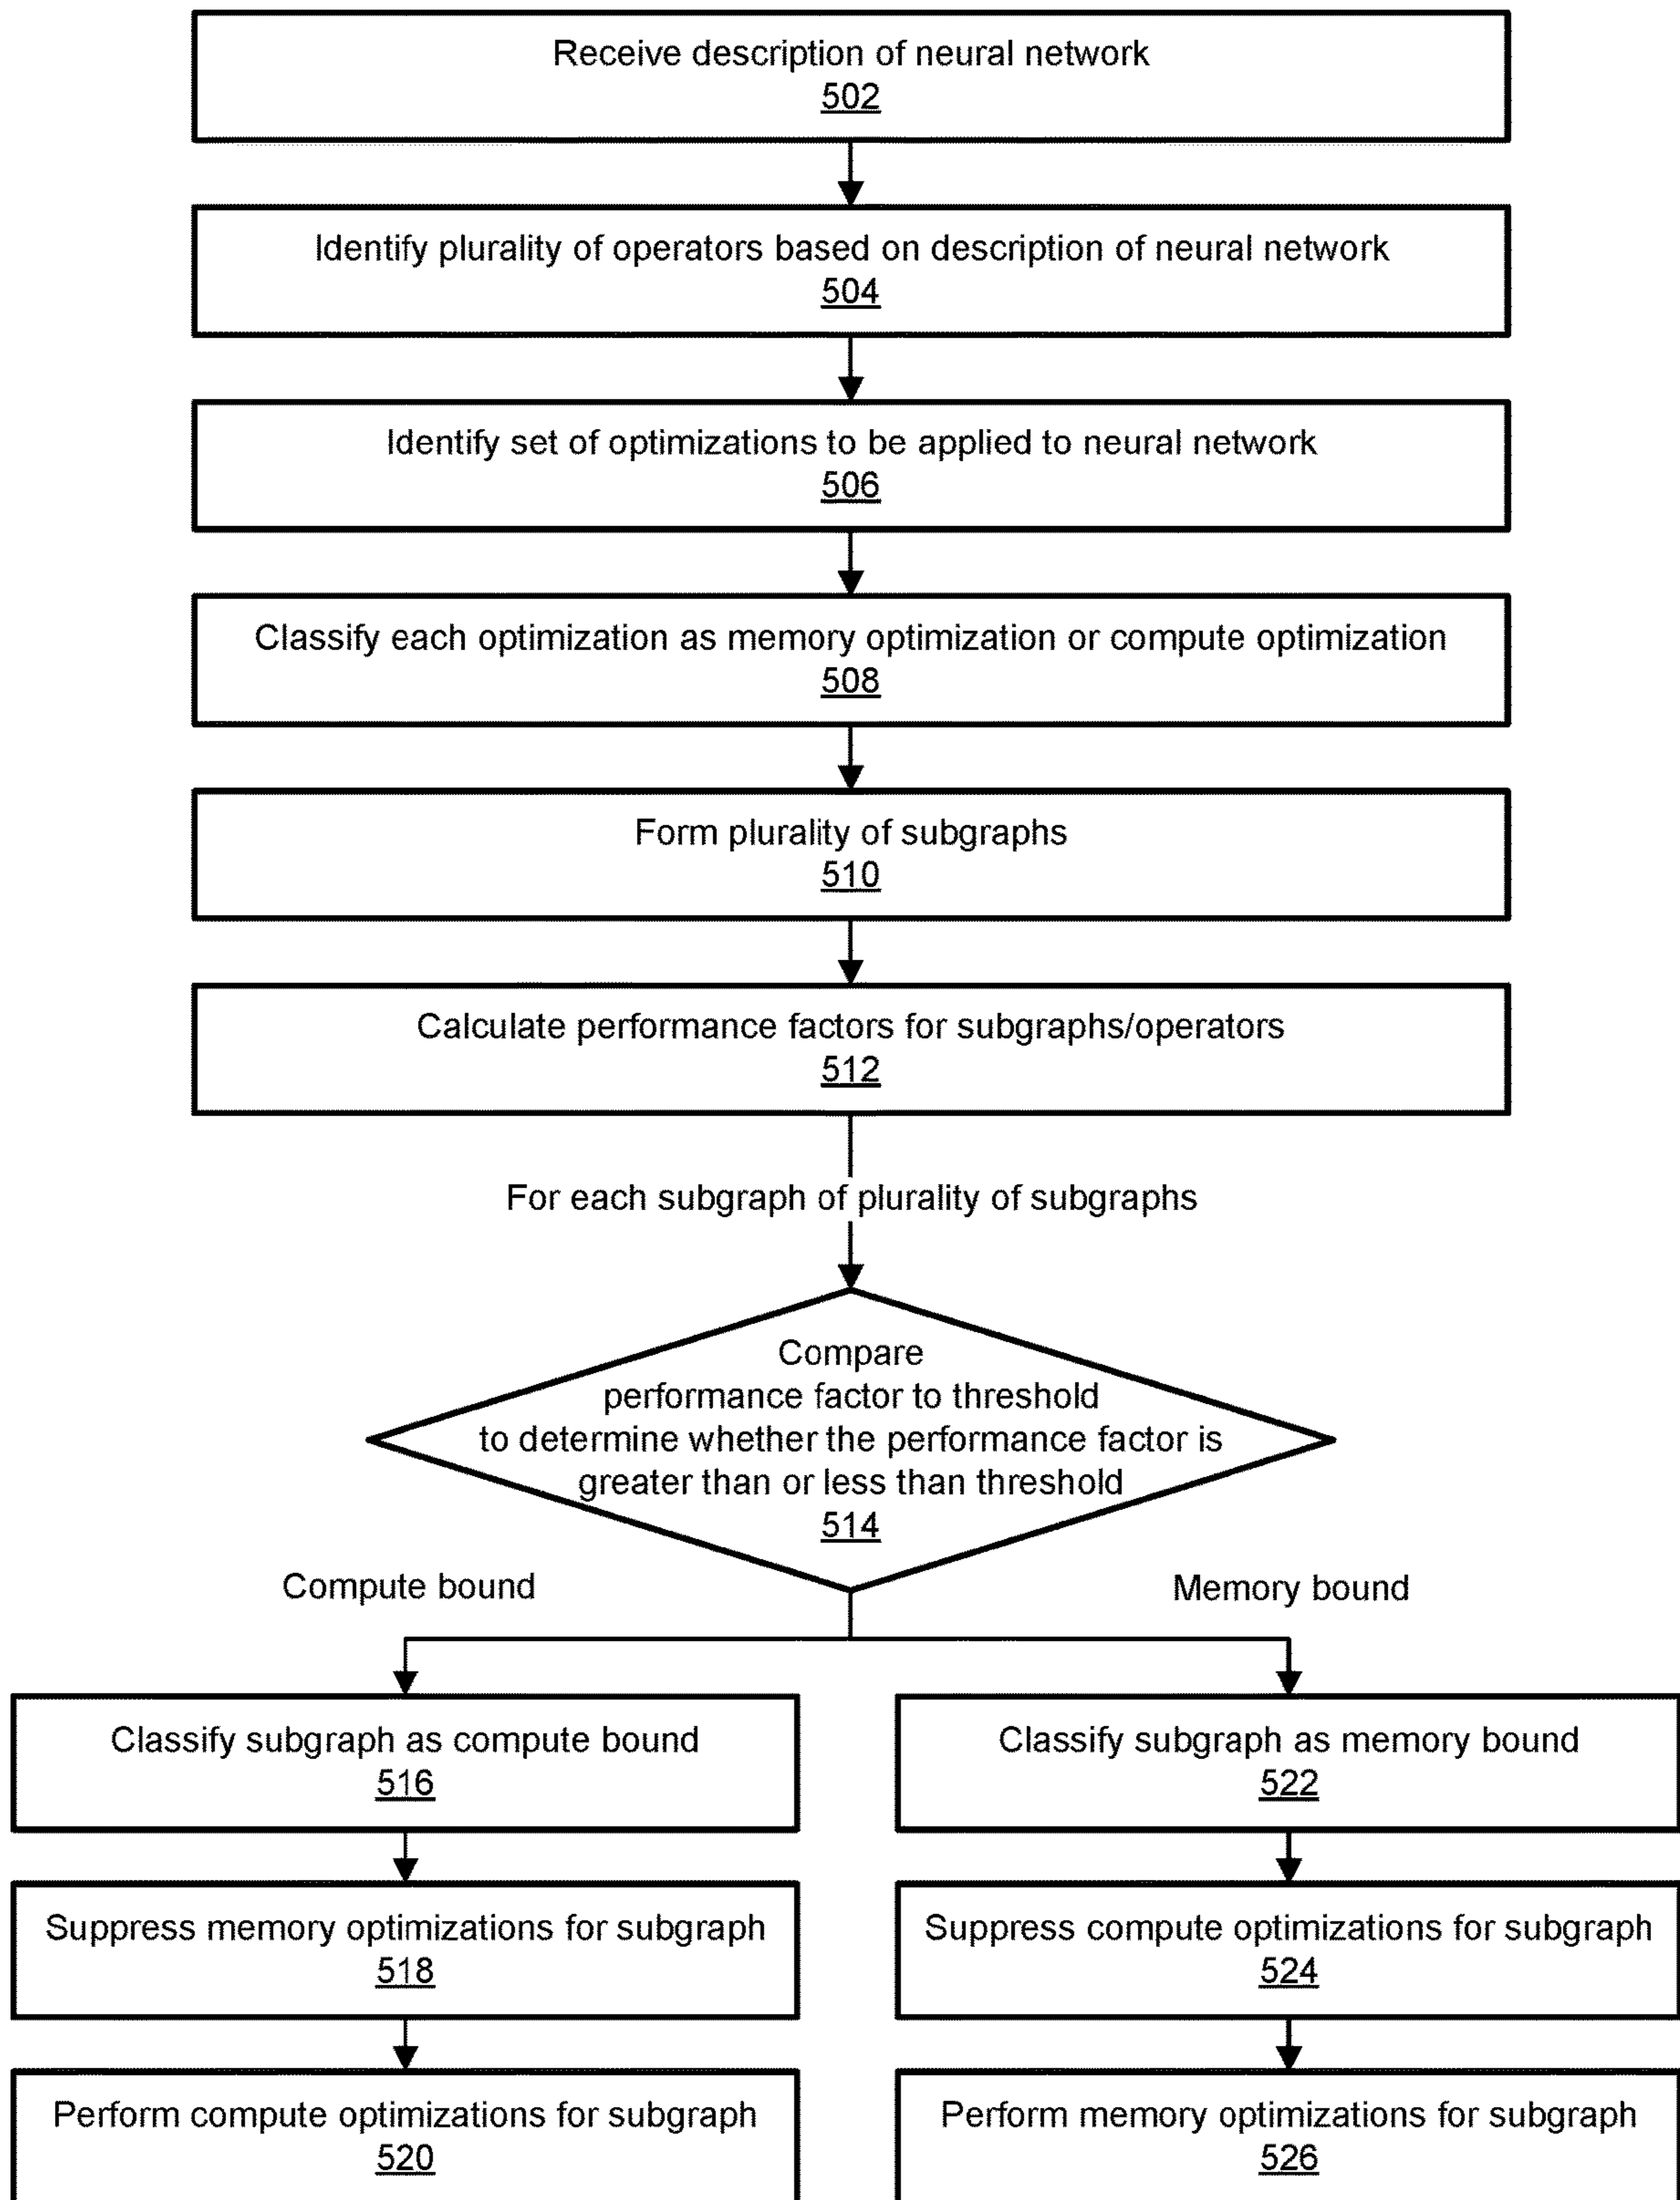 Receive description of neural network
502
Identify plurality of operators based on description of neural network
504
Identify set of optimizations to be applied to neural network
506
Classify each optimization as memory optimization or compute optimization
508
Form plurality of subgraphs
510
Calculate performance factors for subgraphs/operators
512
For each subgraph of plurality of subgraphs
Compare
performance factor to threshold
to determine whether the performance factor is
greater than or less than threshold
514
Compute bound
Memory bound
Classify subgraph as compute bound
516
Classify subgraph as memory bound
522
Suppress memory optimizations for subgraph
518
Suppress compute optimizations for subgraph
524
Perform compute optimizations for subgraph
520
Perform memory optimizations for subgraph
526